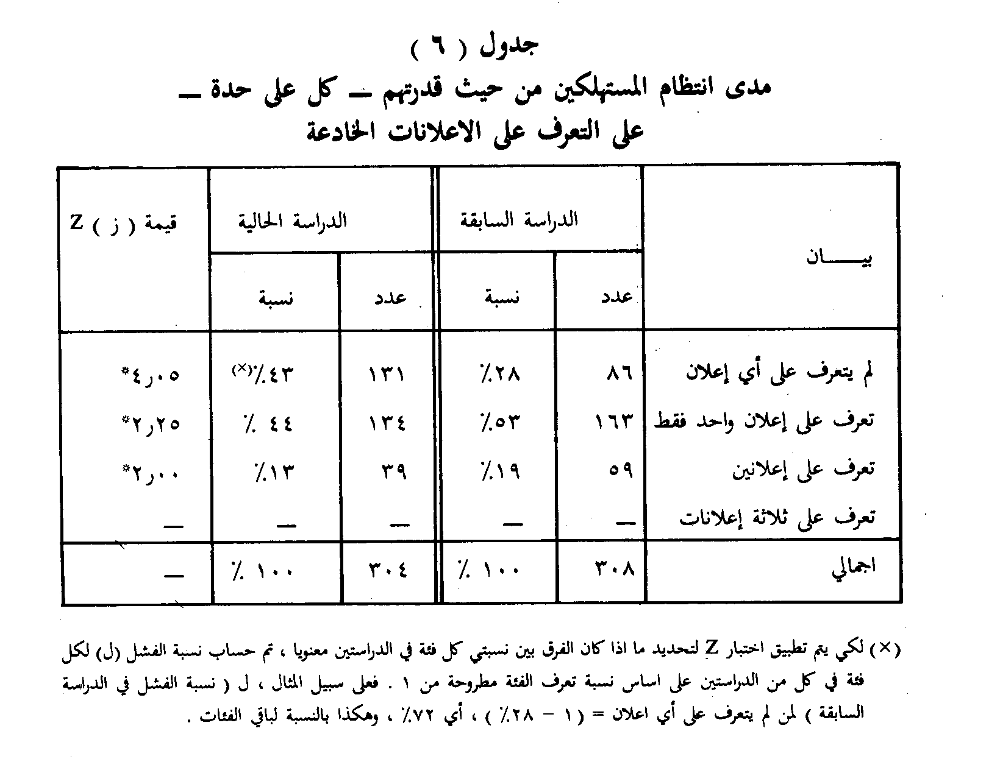 جدول ( ٦ )
مدى انتظام المستهلكين من حيث قدرتهم — كل على حدة —
على التعرف على الاعلانات الخادعة
بيـــــان الدراسة السابقة الدراسة الحالية قيمة ( ز ) Z
عدد نسبة عدد نسبة
لم يتعرف على أي إعلان ٨٦ ٢٨٪ ١٣١ ٤٣٪(×) ٤٫٠٥*
تعرف على إعلان واحد فقط ١٦٣ ٥٣٪ ١٣٤ ٤٤ ٪ ٢٫٢٥*
تعرف على إعلانين ٥٩ ١٩٪ ٣٩ ١٣٪ ٢٫٠٠*
تعرف على ثلاثة إعلانات — — — — —
اجمالي ٣٠٨ ١٠٠ ٪ ٣٠٤ ١٠٠ ٪ —
(×) لكي يتم تطبيق اختبار Z لتحديد ما اذا كان الفرق بين نسبتي كل فئة في الدراستين معنويا ، تم حساب نسبة الفشل (ل) لكل
فئة في كل من الدراستين على اساس نسبة تعرف الفئة مطروحة من ١ . فعلى سبيل المثال ، ل ( نسبة الفشل في الدراسة
السابقة ) لمن لم يتعرف على أي اعلان = ( ١ – ٢٨٪ ) ، أي ٧٢٪ ، وهكذا بالنسبة لباقي الفئات .